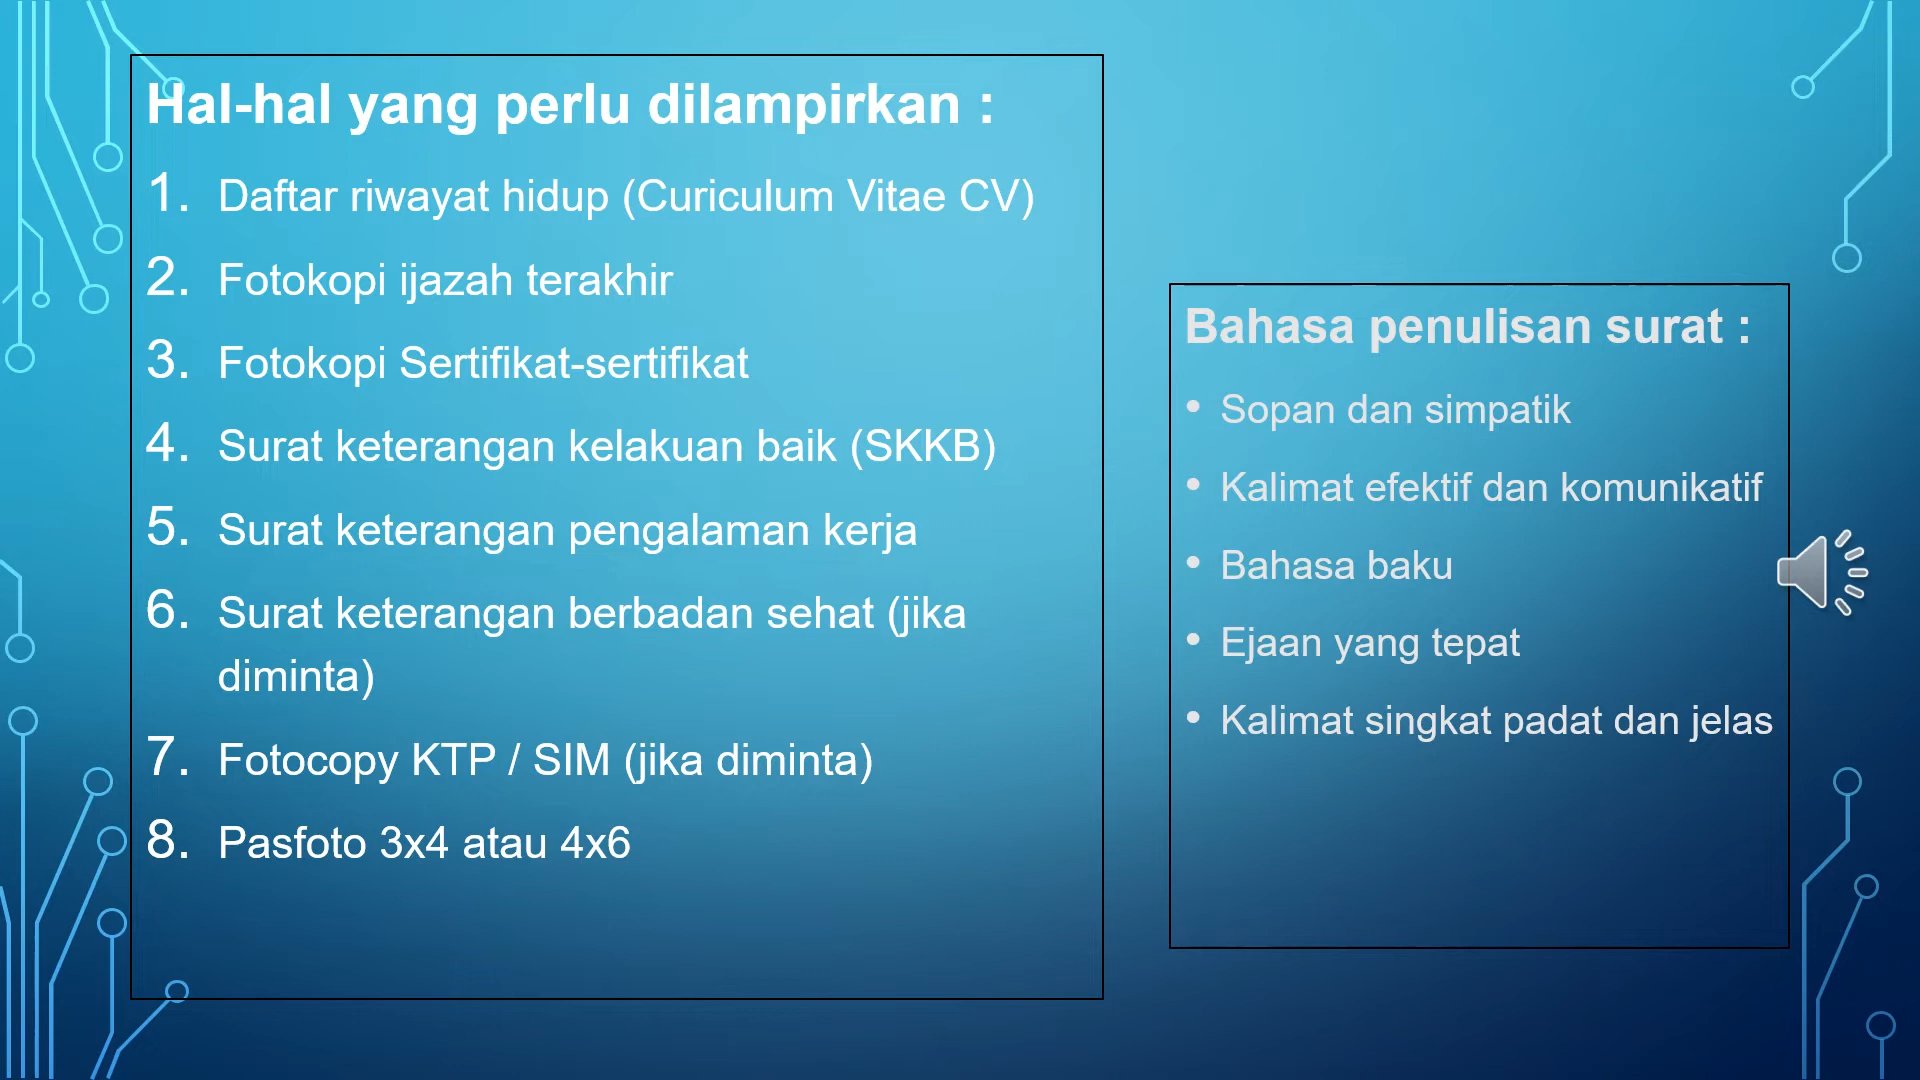 Hal-hal yang perlu dilampirkan :
1. Daftar riwayat hidup (Curiculum Vitae CV)
2. Fotokopi ijazah terakhir
3. Fotokopi Sertifikat-sertifikat
4. Surat keterangan kelakuan baik (SKKB)
5. Surat keterangan pengalaman kerja
6. Surat keterangan berbadan sehat (jika
diminta)
7. Fotocopy KTP / SIM (jika diminta)
8. Pasfoto 3x4 atau 4x6
Bahasa penulisan surat :
• Sopan dan simpatik
• Kalimat efektif dan komunikatif
• Bahasa baku
• Ejaan yang tepat
• Kalimat singkat padat dan jelas